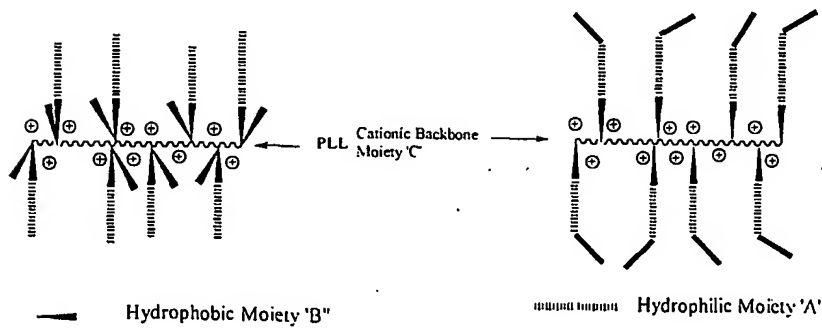 PLL Cationic Backbone
Moiety 'C'
Hydrophobic Moiety 'B"
Hydrophilic Moiety 'A'